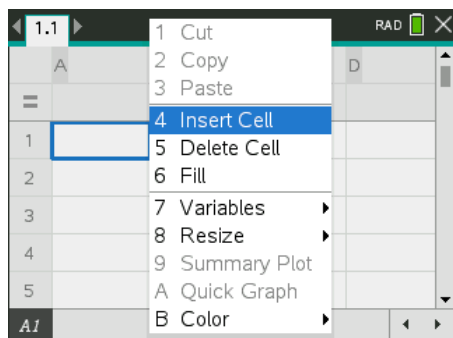 1.1
RAD
A
D
=
1
2
3
4
5
A1
1 Cut
2 Copy
3 Paste
4 Insert Cell
5 Delete Cell
6 Fill
7 Variables
8 Resize
9 Summary Plot
A Quick Graph
B Color